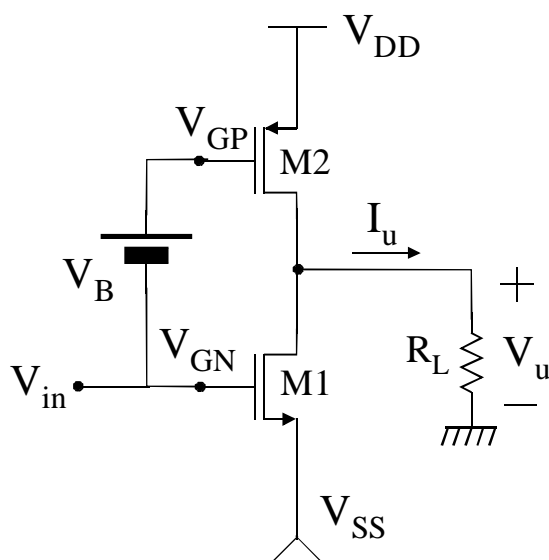 V_DD
V_GP
M2
I_u
V_B
+
V_GN
R_L
V_u
V_in
M1
V_SS